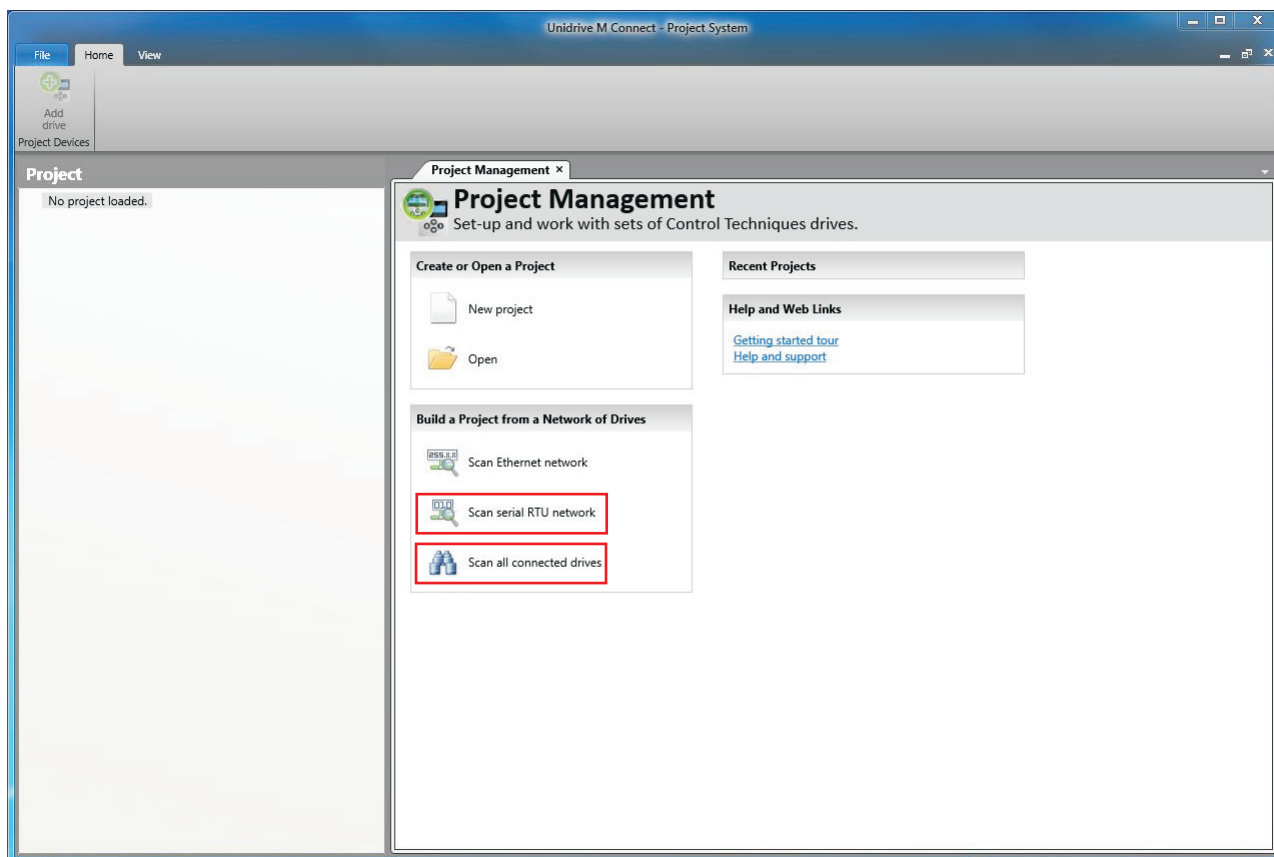 Unidrive M Connect - Project System
File Home View
Add
drive
Project Devices
Project
No project loaded.
Project Management ×
Project Management
Set-up and work with sets of Control Techniques drives.
Create or Open a Project
New project
Open
Recent Projects
Help and Web Links
Getting started tour
Help and support
Build a Project from a Network of Drives
255.X.X
Scan Ethernet network
010
Scan serial RTU network
Scan all connected drives